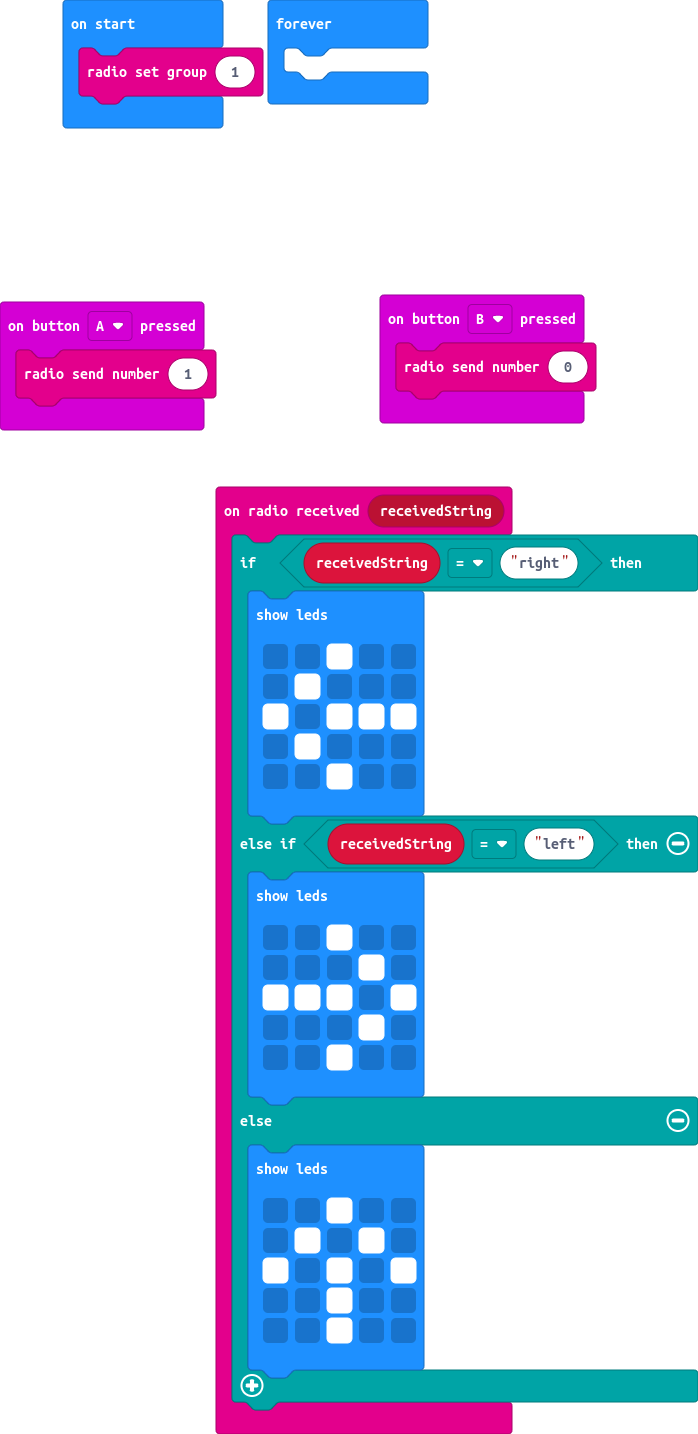 on start
radio set group 1
forever
on button A pressed
radio send number 1
on button B pressed
radio send number 0
on radio received receivedString
if receivedString = "right" then
show leds
else if receivedString = "left" then
show leds
else
show leds